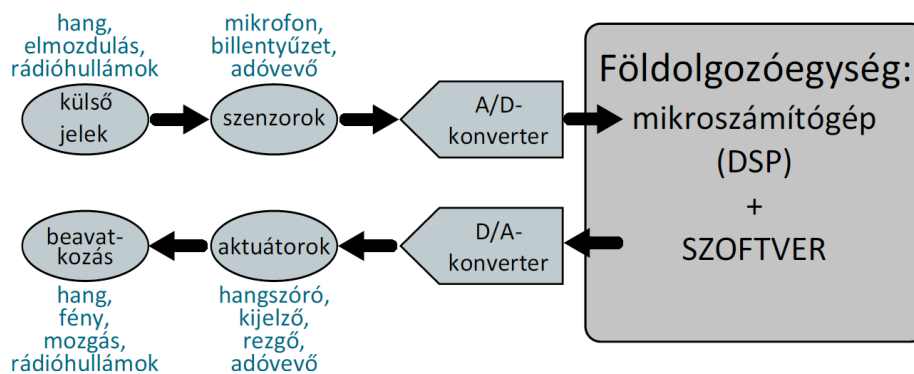 hang,
elmozdulás,
rádióhullámok
külső
jelek
mikrofon,
billentyűzet,
adóvevő
szenzorok
A/D-
konverter
Földolgozóegység:
mikroszámítógép
(DSP)
+
SZOFTVER
beavat-
kozás
hang,
fény,
mozgás,
rádióhullámok
aktuátorok
hangszóró,
kijelző,
rezgő,
adóvevő
D/A-
konverter